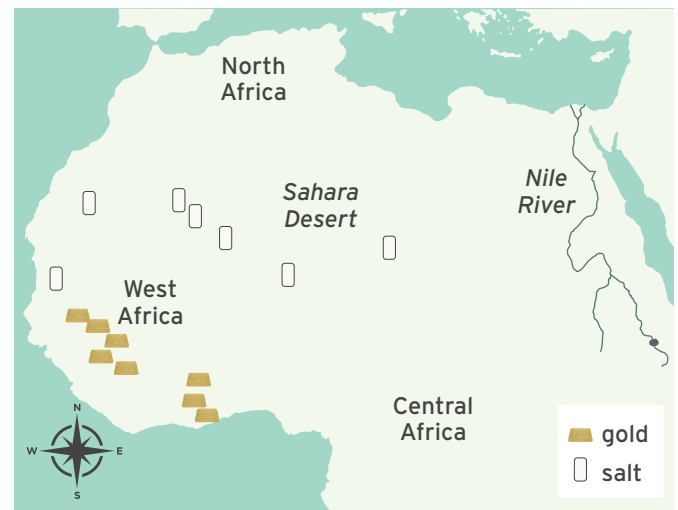 North
Africa
Sahara
Desert
Nile
River
West
Africa
Central
Africa
N
W
E
S
gold
salt